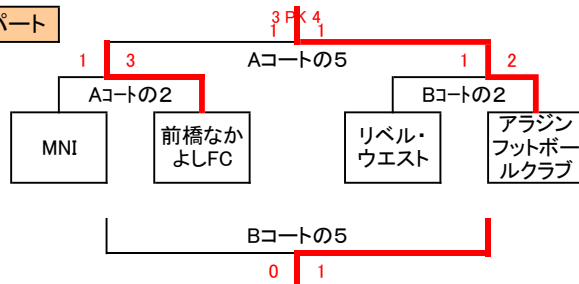 パート
3 PK 4
1 1
Aコートの5
1 3
1 2
Aコートの2
Bコートの2
MNI
前橋なか
よしFC
リベル・
ウエスト
アラジン
フットボー
ルクラブ
Bコートの5
0 1